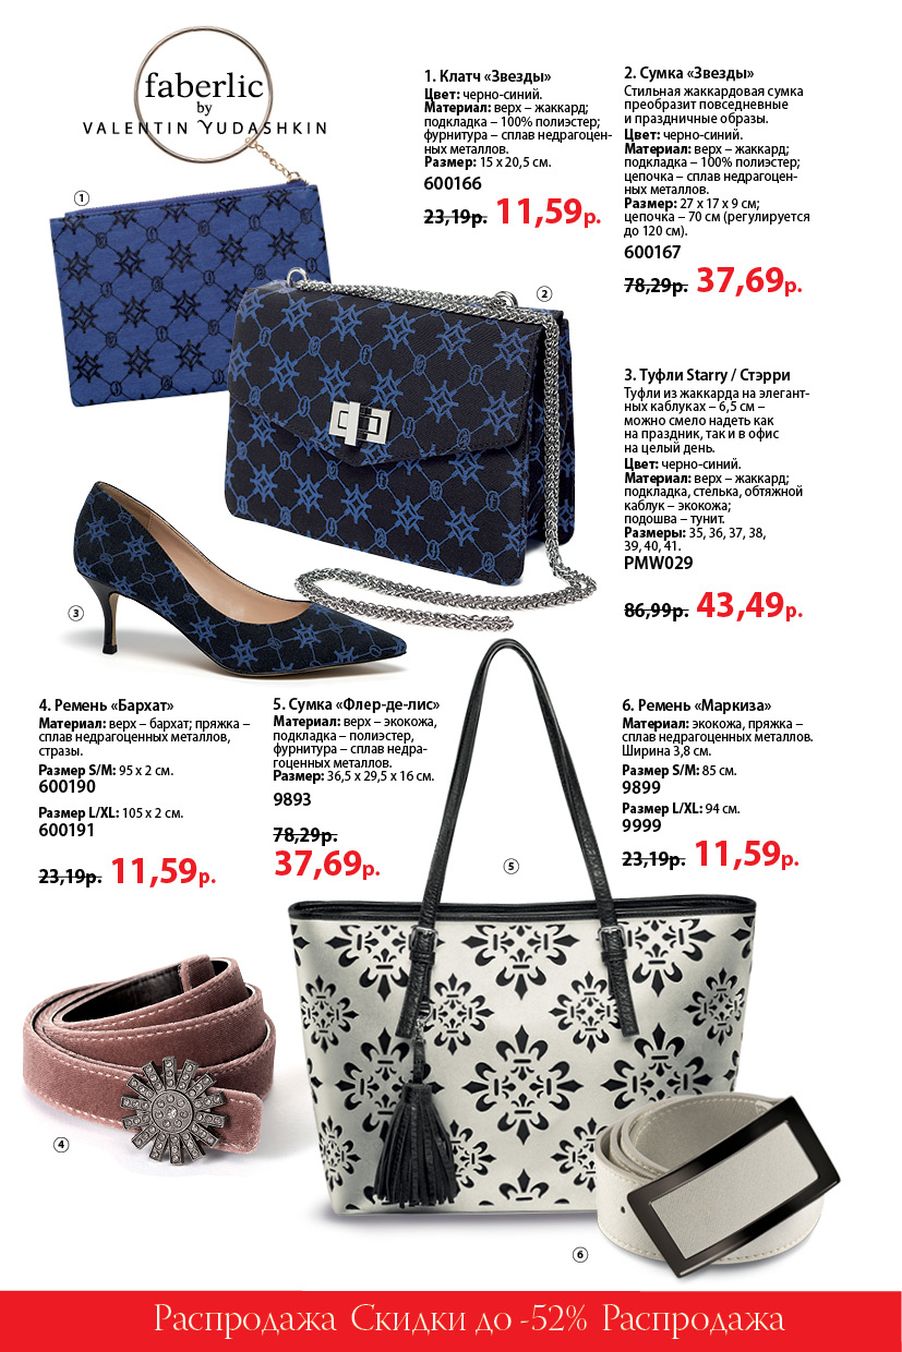 faberlic
by
VALENTIN YUDASHKIN
1
1. Клатч «Звезды»
Цвет: черно-синий.
Материал: верх – жаккард;
подкладка – 100% полиэстер;
фурнитура – сплав недрагоцен-
ных металлов.
Размер: 15 х 20,5 см.
600166
23,19р. 11,59р.
2. Сумка «Звезды»
Стильная жаккардовая сумка
преобразит повседневные
и праздничные образы.
Цвет: черно-синий.
Материал: верх – жаккард;
подкладка – 100% полиэстер;
цепочка – сплав недрагоцен-
ных металлов.
Размер: 27 х 17 х 9 см;
цепочка – 70 см (регулируется
до 120 см).
600167
78,29р. 37,69р.
2
3. Туфли Starry / Стэрри
Туфли из жаккарда на элегант-
ных каблуках – 6,5 см –
можно смело надеть как
на праздник, так и в офис
на целый день.
Цвет: черно-синий.
Материал: верх – жаккард;
подкладка, стелька, обтяжной
каблук – экокожа;
подошва – тунит.
Размеры: 35, 36, 37, 38,
39, 40, 41.
PMW029
86,99р. 43,49р.
3
4. Ремень «Бархат»
Материал: верх – бархат; пряжка –
сплав недрагоценных металлов,
стразы.
Размер S/M: 95 х 2 см.
600190
Размер L/XL: 105 х 2 см.
600191
23,19р. 11,59р.
5. Сумка «Флер-де-лис»
Материал: верх – экокожа,
подкладка – полиэстер,
фурнитура – сплав недра-
гоценных металлов.
Размер: 36,5 х 29,5 х 16 см.
9893
78,29р.
37,69р.
6. Ремень «Маркиза»
Материал: экокожа, пряжка –
сплав недрагоценных металлов.
Ширина 3,8 см.
Размер S/M: 85 см.
9899
Размер L/XL: 94 см.
9999
23,19р. 11,59р.
5
4
6
Распродажа Скидки до -52% Распродажа